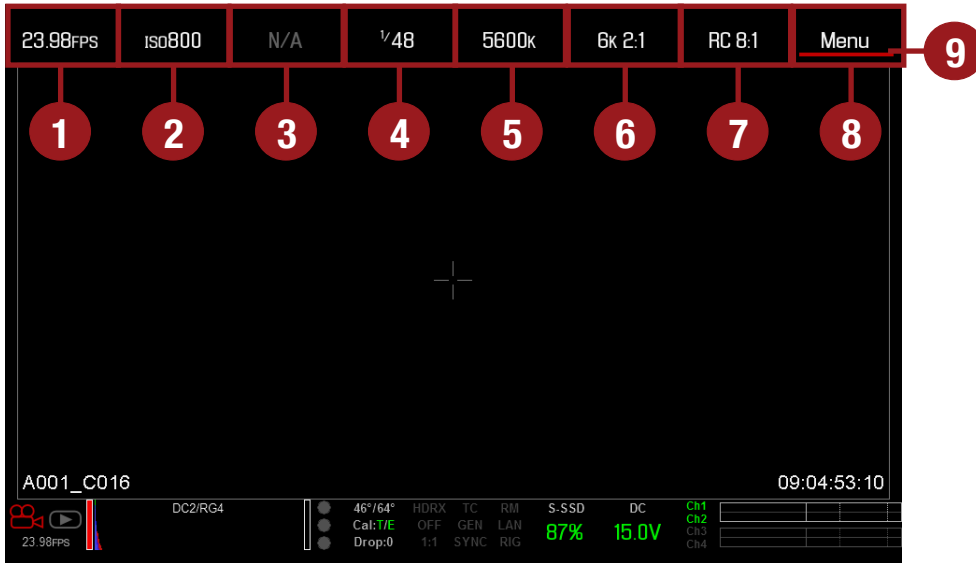 23.98FPS ISO800 N/A 1/48 5600K 6K 2:1 RC 8:1 Menu
9
1 2 3 4 5 6 7 8
A001_C016 09:04:53:10
DC2/RG4 46°/64° HDRX TC RM S-SSD DC Ch1
Cal:T/E OFF GEN LAN 87% 15.0V Ch2
23.98FPS Drop:0 1:1 SYNC RIG Ch3
Ch4